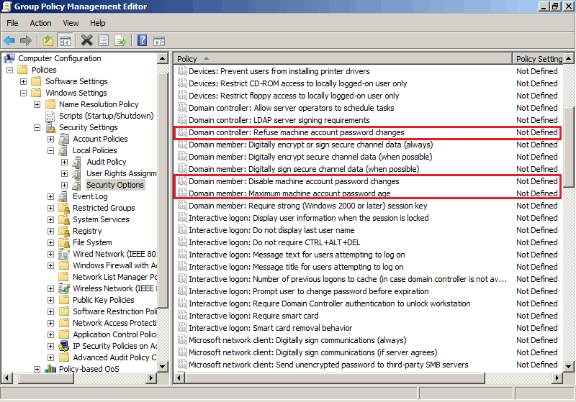 Group Policy Management Editor
File Action View Help
Computer Configuration
Policies
Software Settings
Windows Settings
Name Resolution Policy
Scripts (Startup/Shutdown)
Security Settings
Account Policies
Local Policies
Audit Policy
User Rights Assignm
Security Options
Event Log
Restricted Groups
System Services
Registry
File System
Wired Network (IEEE 80
Windows Firewall with A
Network List Manager Po
Wireless Network (IEEE 8
Public Key Policies
Software Restriction Poli
Network Access Protecti
Application Control Polic
IP Security Policies on A
Advanced Audit Policy C
Policy-based QoS
Policy Policy Setting
Devices: Prevent users from installing printer drivers Not Defined
Devices: Restrict CD-ROM access to locally logged-on user only Not Defined
Devices: Restrict floppy access to locally logged-on user only Not Defined
Domain controller: Allow server operators to schedule tasks Not Defined
Domain controller: LDAP server signing requirements Not Defined
Domain controller: Refuse machine account password changes Not Defined
Domain member: Digitally encrypt or sign secure channel data (always) Not Defined
Domain member: Digitally encrypt secure channel data (when possible) Not Defined
Domain member: Digitally sign secure channel data (when possible) Not Defined
Domain member: Disable machine account password changes Not Defined
Domain member: Maximum machine account password age Not Defined
Domain member: Require strong (Windows 2000 or later) session key Not Defined
Interactive logon: Display user information when the session is locked Not Defined
Interactive logon: Do not display last user name Not Defined
Interactive logon: Do not require CTRL+ALT+DEL Not Defined
Interactive logon: Message text for users attempting to log on Not Defined
Interactive logon: Message title for users attempting to log on Not Defined
Interactive logon: Number of previous logons to cache (in case domain controller is not av... Not Defined
Interactive logon: Prompt user to change password before expiration Not Defined
Interactive logon: Require Domain Controller authentication to unlock workstation Not Defined
Interactive logon: Require smart card Not Defined
Interactive logon: Smart card removal behavior Not Defined
Microsoft network client: Digitally sign communications (always) Not Defined
Microsoft network client: Digitally sign communications (if server agrees) Not Defined
Microsoft network client: Send unencrypted password to third-party SMB servers Not Defined